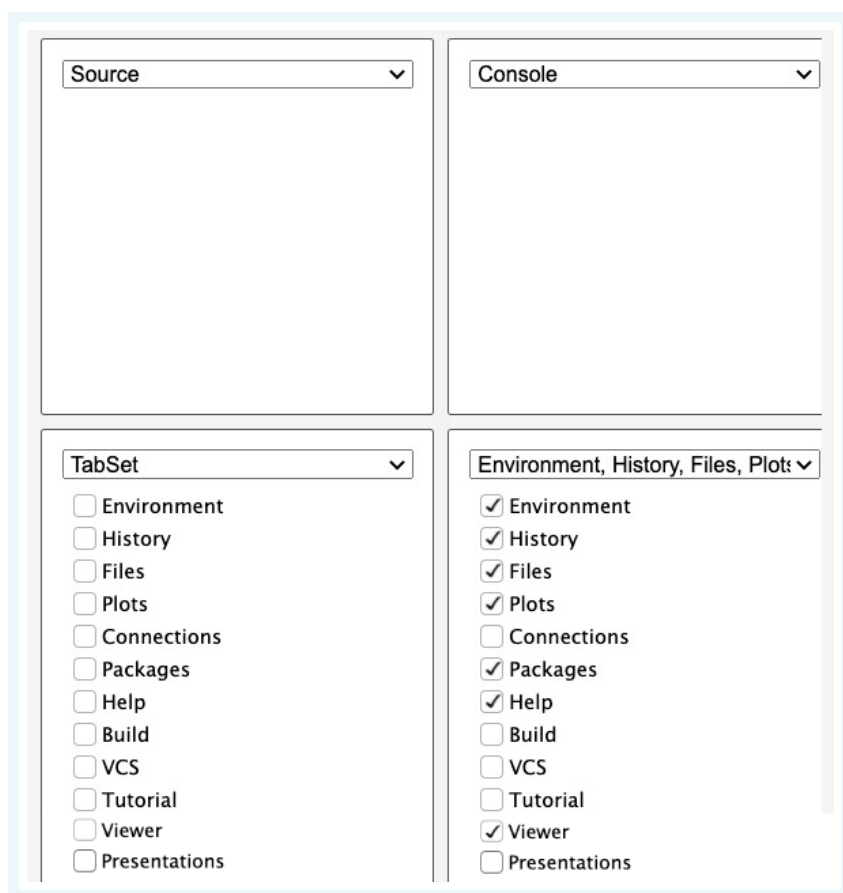 Source
Console
TabSet
Environment
History
Files
Plots
Connections
Packages
Help
Build
VCS
Tutorial
Viewer
Presentations
Environment, History, Files, Plots
Environment
History
Files
Plots
Connections
Packages
Help
Build
VCS
Tutorial
Viewer
Presentations